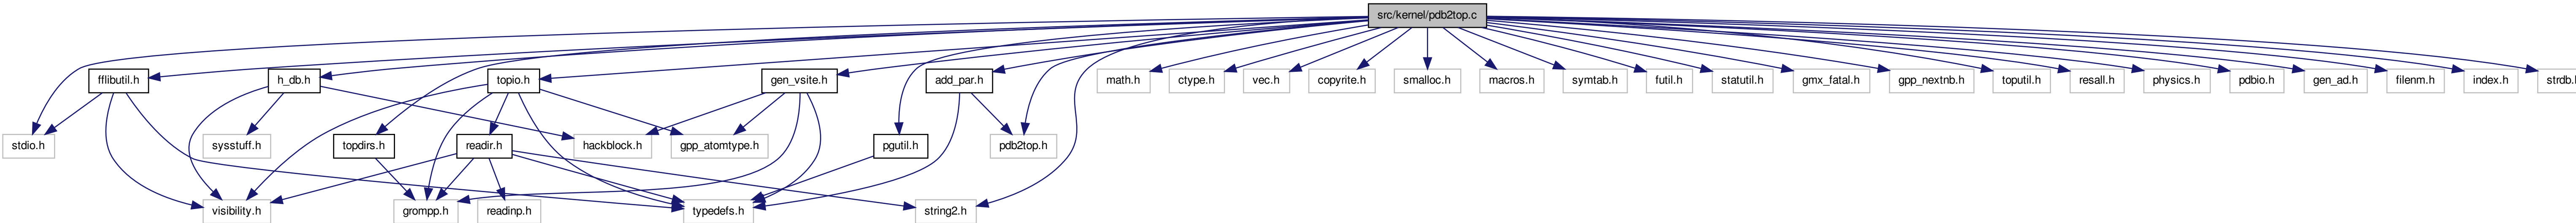 src/kernel/pdb2top.c
fflibutil.h
h_db.h
topio.h
gen_vsite.h
add_par.h
math.h
ctype.h
vec.h
copyrite.h
smalloc.h
macros.h
symtab.h
futil.h
statutil.h
gmx_fatal.h
gpp_nextnb.h
toputil.h
resall.h
physics.h
pdbio.h
gen_ad.h
filenm.h
index.h
strdb.h
stdio.h
sysstuff.h
topdirs.h
readir.h
hackblock.h
gpp_atomtype.h
pgutil.h
pdb2top.h
visibility.h
grompp.h
readinp.h
typedefs.h
string2.h